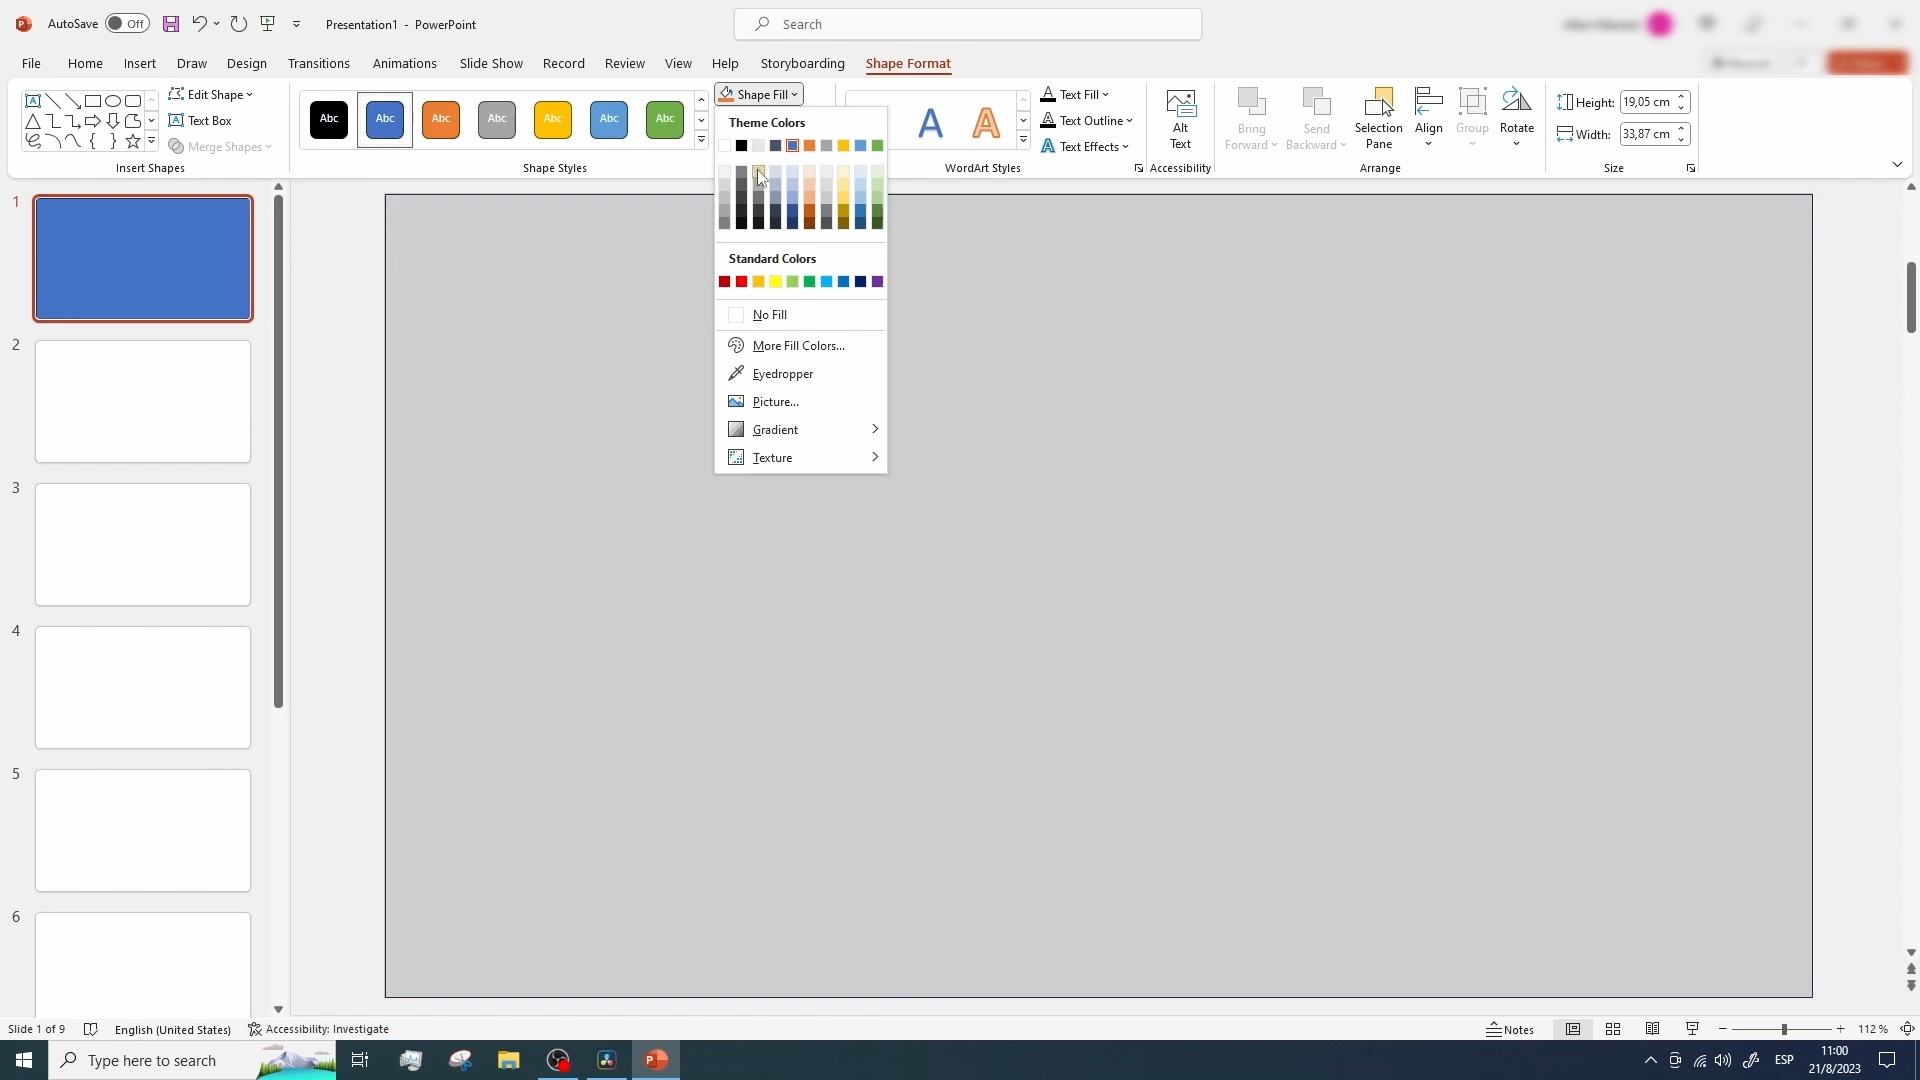 AutoSave Off Presentation1 - PowerPoint Search
File Home Insert Draw Design Transitions Animations Slide Show Record Review View Help Storyboarding Shape Format
Edit Shape
Text Box
Merge Shapes
Insert Shapes
Abc Abc Abc Abc Abc Abc Abc
Shape Styles
Shape Fill
Theme Colors
Standard Colors
No Fill
More Fill Colors...
Eyedropper
Picture...
Gradient
Texture
A A
WordArt Styles
Text Fill
Text Outline
Text Effects
Alt
Text
Accessibility
Bring
Forward
Send
Backward
Selection
Pane
Align
Group
Rotate
Arrange
Height: 19,05 cm
Width: 33,87 cm
Size
1
2
3
4
5
6
Slide 1 of 9 English (United States) Accessibility: Investigate Notes 112 %
Type here to search ESP 11:00
21/8/2023